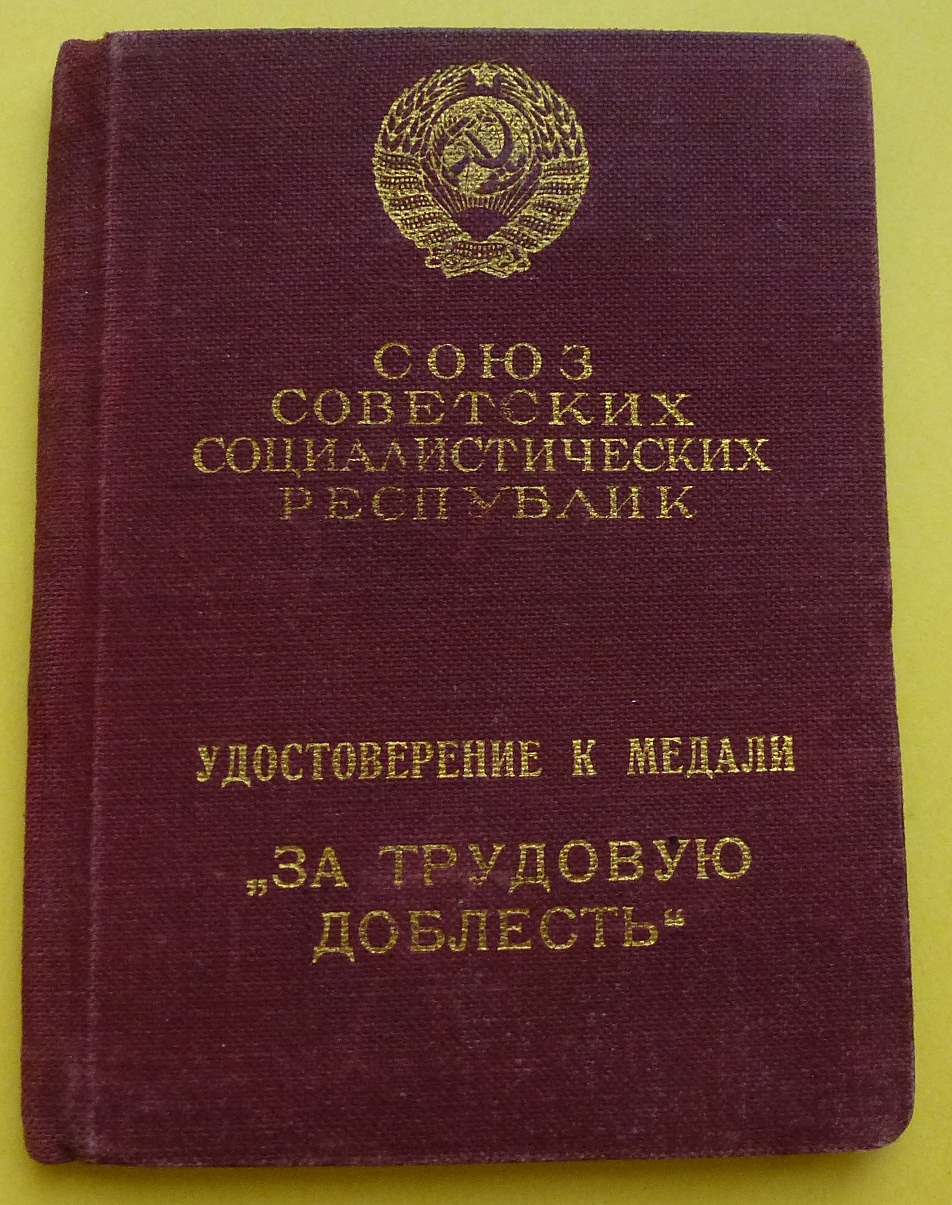 СОЮЗ
СОВЕТСКИХ
СОЦИАЛИСТИЧЕСКИХ
РЕСПУБЛИК
УДОСТОВЕРЕНИЕ К МЕДАЛИ
„ЗА ТРУДОВУЮ
ДОБЛЕСТЬ“